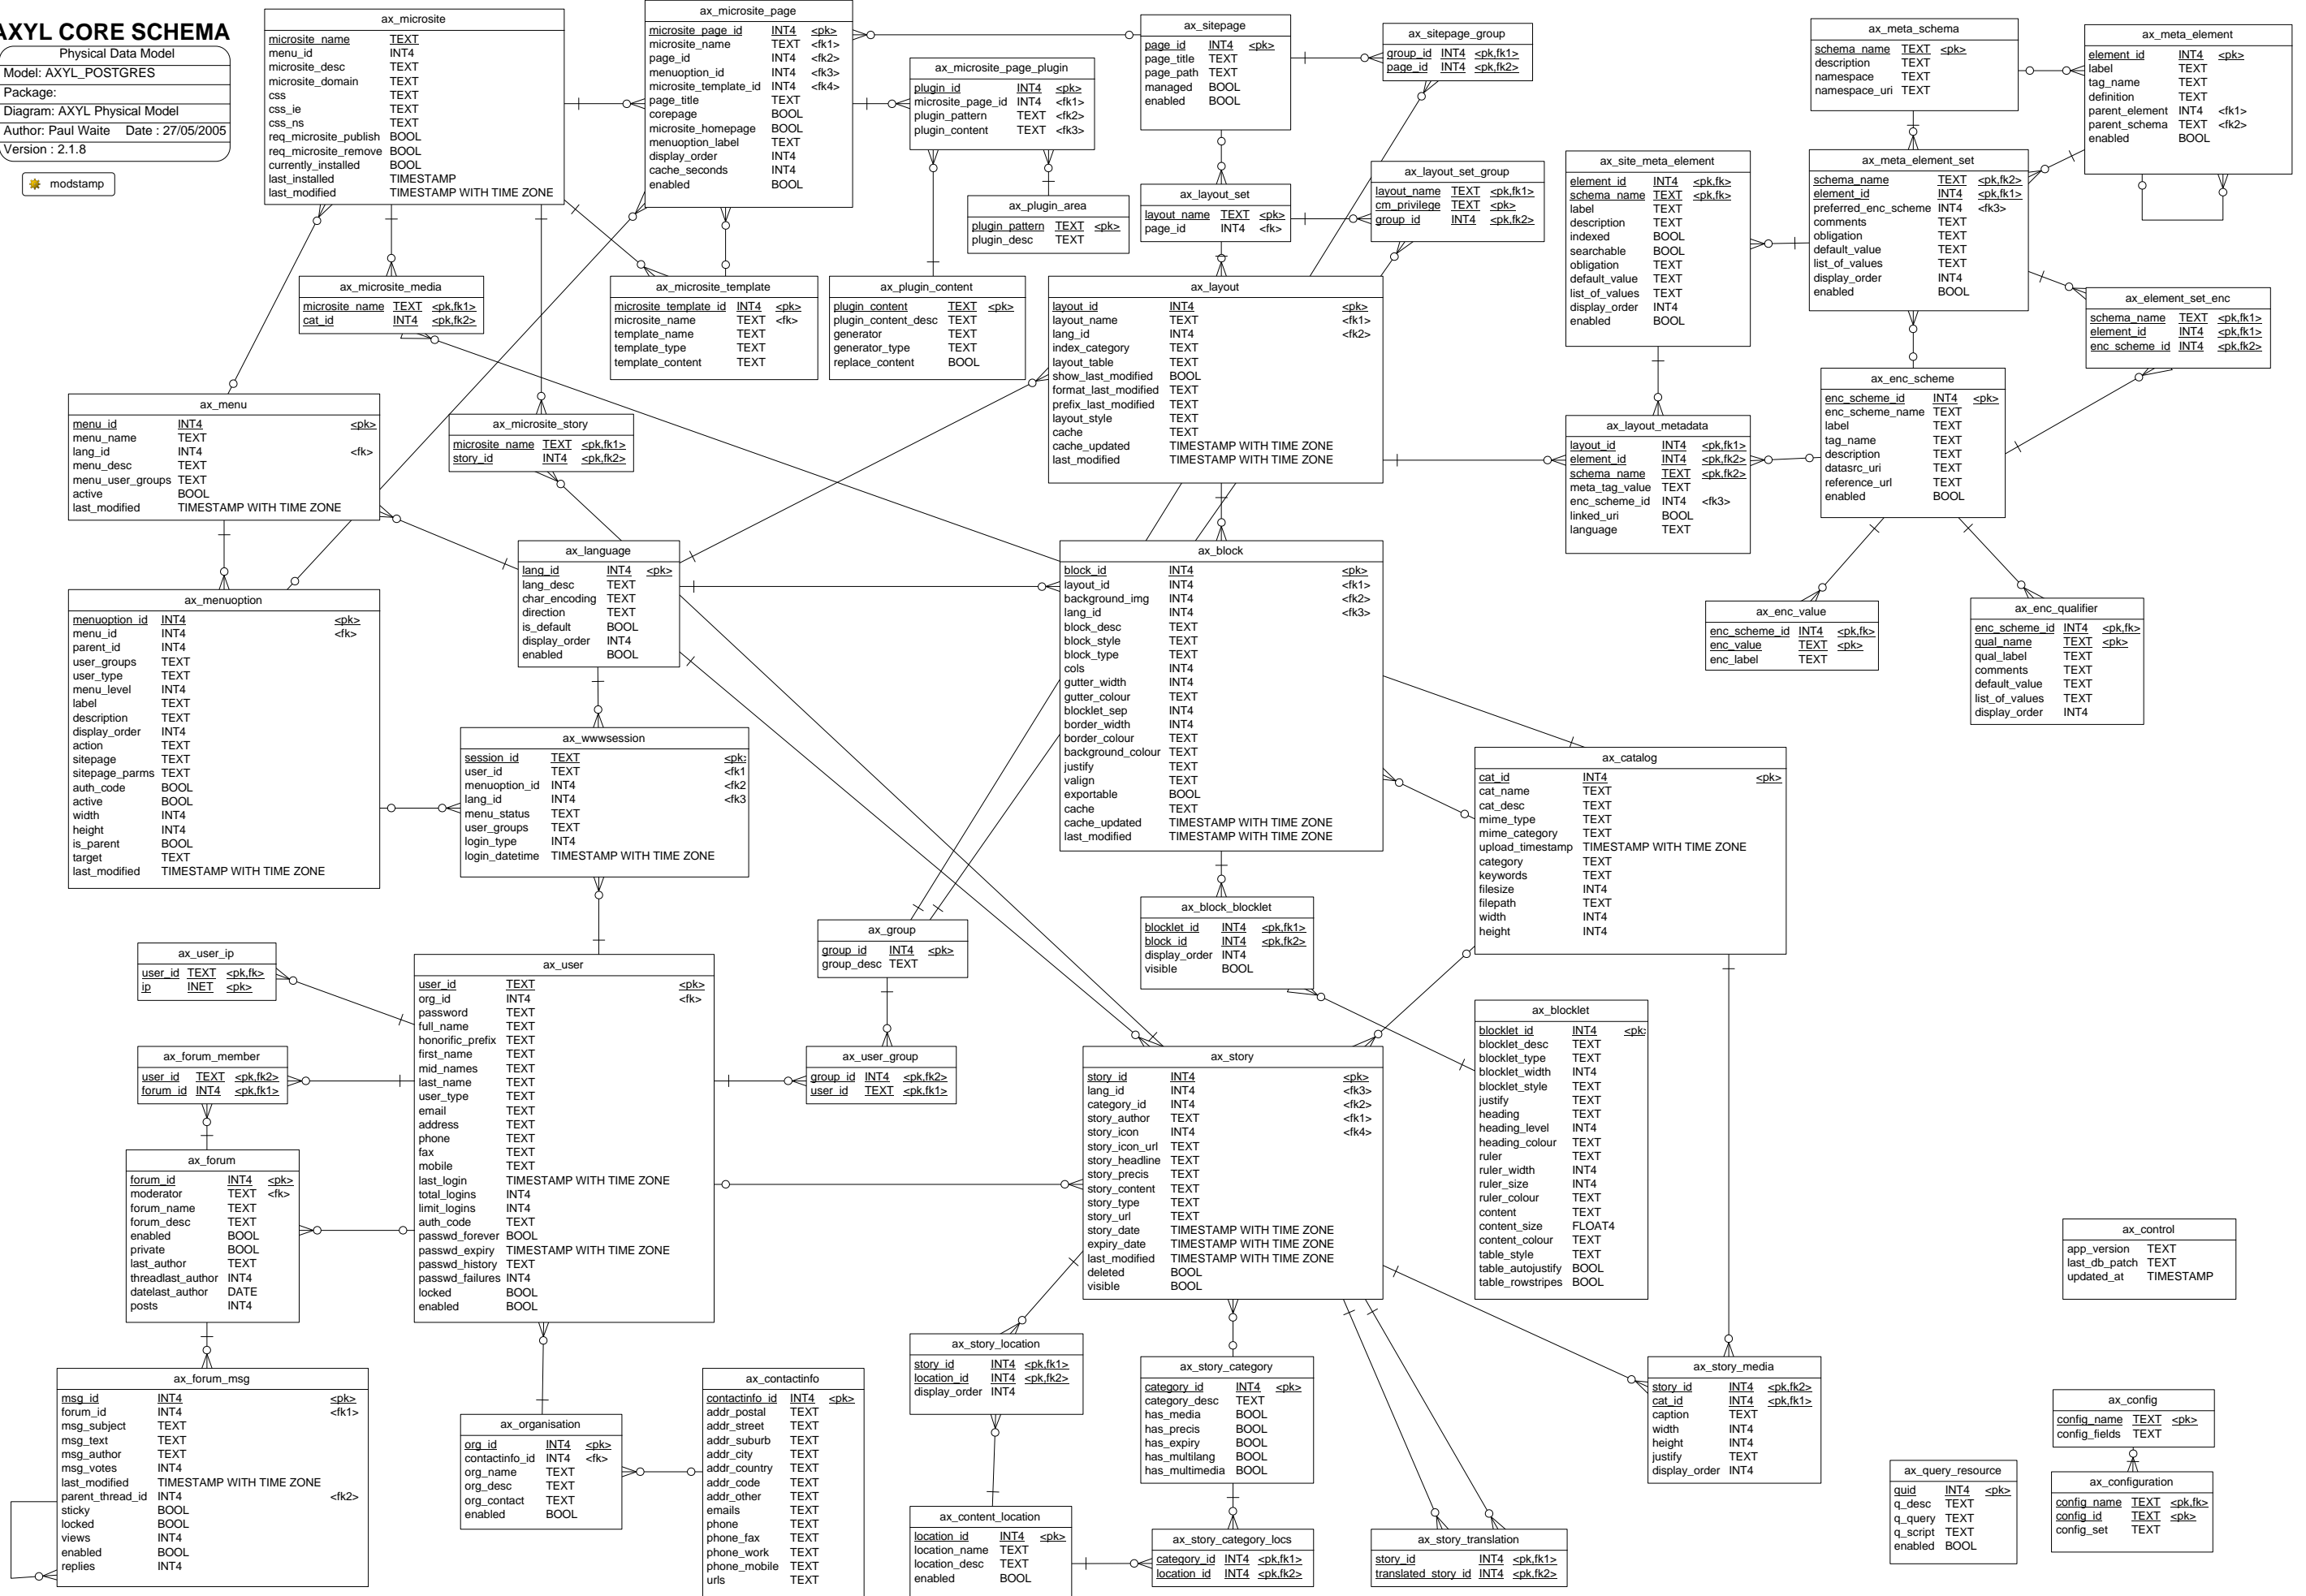 AXYL CORE SCHEMA
Physical Data Model
Model: AXYL_POSTGRES
Package:
Diagram: AXYL Physical Model
Author: Paul Waite Date : 27/05/2005
Version : 2.1.8
modstamp
ax_microsite
microsite_name TEXT
menu_id INT4
microsite_desc TEXT
microsite_domain TEXT
css TEXT
css_ie TEXT
css_ns TEXT
req_microsite_publish BOOL
req_microsite_remove BOOL
currently_installed BOOL
last_installed TIMESTAMP
last_modified TIMESTAMP WITH TIME ZONE
ax_microsite_page
microsite_page_id INT4 <pk>
microsite_name TEXT <fk1>
page_id INT4 <fk2>
menuoption_id INT4 <fk3>
microsite_template_id INT4 <fk4>
page_title TEXT
corepage BOOL
microsite_homepage BOOL
menuoption_label TEXT
display_order INT4
cache_seconds INT4
enabled BOOL
ax_microsite_page_plugin
plugin_id INT4 <pk>
microsite_page_id INT4 <fk1>
plugin_pattern TEXT <fk2>
plugin_content TEXT <fk3>
ax_sitepage
page_id INT4 <pk>
page_title TEXT
page_path TEXT
managed BOOL
enabled BOOL
ax_sitepage_group
group_id INT4 <pk,fk1>
page_id INT4 <pk,fk2>
ax_meta_schema
schema_name TEXT <pk>
description TEXT
namespace TEXT
namespace_uri TEXT
ax_meta_element
element_id INT4 <pk>
label TEXT
tag_name TEXT
definition TEXT
parent_element INT4 <fk1>
parent_schema TEXT <fk2>
enabled BOOL
ax_plugin_area
plugin_pattern TEXT <pk>
plugin_desc TEXT
ax_layout_set
layout_name TEXT <pk>
page_id INT4 <fk>
ax_layout_set_group
layout_name TEXT <pk,fk1>
cm_privilege TEXT <pk>
group_id INT4 <pk,fk2>
ax_site_meta_element
element_id INT4 <pk,fk>
schema_name TEXT <pk,fk>
label TEXT
description TEXT
indexed BOOL
searchable BOOL
obligation TEXT
default_value TEXT
list_of_values TEXT
display_order INT4
enabled BOOL
ax_meta_element_set
schema_name TEXT <pk,fk2>
element_id INT4 <pk,fk1>
preferred_enc_scheme INT4 <fk3>
comments TEXT
obligation TEXT
default_value TEXT
list_of_values TEXT
display_order INT4
enabled BOOL
ax_element_set_enc
schema_name TEXT <pk,fk1>
element_id INT4 <pk,fk1>
enc_scheme_id INT4 <pk,fk2>
ax_microsite_media
microsite_name TEXT <pk,fk1>
cat_id INT4 <pk,fk2>
ax_microsite_template
microsite_template_id INT4 <pk>
microsite_name TEXT <fk>
template_name TEXT
template_type TEXT
template_content TEXT
ax_plugin_content
plugin_content TEXT <pk>
plugin_content_desc TEXT
generator TEXT
generator_type TEXT
replace_content BOOL
ax_layout
layout_id INT4 <pk>
layout_name TEXT <fk1>
lang_id INT4 <fk2>
index_category TEXT
layout_table TEXT
show_last_modified BOOL
format_last_modified TEXT
prefix_last_modified TEXT
layout_style TEXT
cache TEXT
cache_updated TIMESTAMP WITH TIME ZONE
last_modified TIMESTAMP WITH TIME ZONE
ax_menu
menu_id INT4 <pk>
menu_name TEXT
lang_id INT4 <fk>
menu_desc TEXT
menu_user_groups TEXT
active BOOL
last_modified TIMESTAMP WITH TIME ZONE
ax_microsite_story
microsite_name TEXT <pk,fk1>
story_id INT4 <pk,fk2>
ax_layout_metadata
layout_id INT4 <pk,fk1>
element_id INT4 <pk,fk2>
schema_name TEXT <pk,fk2>
meta_tag_value TEXT
enc_scheme_id INT4 <fk3>
linked_uri BOOL
language TEXT
ax_enc_scheme
enc_scheme_id INT4 <pk>
enc_scheme_name TEXT
label TEXT
tag_name TEXT
description TEXT
datasrc_uri TEXT
reference_url TEXT
enabled BOOL
ax_menuoption
menuoption_id INT4 <pk>
menu_id INT4 <fk>
parent_id INT4
user_groups TEXT
user_type TEXT
menu_level INT4
label TEXT
description TEXT
display_order INT4
action TEXT
sitepage TEXT
sitepage_parms TEXT
auth_code BOOL
active BOOL
width INT4
height INT4
is_parent BOOL
target TEXT
last_modified TIMESTAMP WITH TIME ZONE
ax_language
lang_id INT4 <pk>
lang_desc TEXT
char_encoding TEXT
direction TEXT
is_default BOOL
display_order INT4
enabled BOOL
ax_block
block_id INT4 <pk>
layout_id INT4 <fk1>
background_img INT4 <fk2>
lang_id INT4 <fk3>
block_desc TEXT
block_style TEXT
block_type TEXT
cols INT4
gutter_width INT4
gutter_colour TEXT
blocklet_sep INT4
border_width INT4
border_colour TEXT
background_colour TEXT
justify TEXT
valign TEXT
exportable BOOL
cache TEXT
cache_updated TIMESTAMP WITH TIME ZONE
last_modified TIMESTAMP WITH TIME ZONE
ax_enc_value
enc_scheme_id INT4 <pk,fk>
enc_value TEXT <pk>
enc_label TEXT
ax_enc_qualifier
enc_scheme_id INT4 <pk,fk>
qual_name TEXT <pk>
qual_label TEXT
comments TEXT
default_value TEXT
list_of_values TEXT
display_order INT4
ax_wwwsession
session_id TEXT <pk>
user_id TEXT <fk1
menuoption_id INT4 <fk2
lang_id INT4 <fk3
menu_status TEXT
user_groups TEXT
login_type INT4
login_datetime TIMESTAMP WITH TIME ZONE
ax_catalog
cat_id INT4 <pk>
cat_name TEXT
cat_desc TEXT
mime_type TEXT
mime_category TEXT
upload_timestamp TIMESTAMP WITH TIME ZONE
category TEXT
keywords TEXT
filesize INT4
filepath TEXT
width INT4
height INT4
ax_user_ip
user_id TEXT <pk,fk>
ip INET <pk>
ax_user
user_id TEXT <pk>
org_id INT4 <fk>
password TEXT
full_name TEXT
honorific_prefix TEXT
first_name TEXT
mid_names TEXT
last_name TEXT
user_type TEXT
email TEXT
address TEXT
phone TEXT
fax TEXT
mobile TEXT
last_login TIMESTAMP WITH TIME ZONE
total_logins INT4
limit_logins INT4
auth_code TEXT
passwd_forever BOOL
passwd_expiry TIMESTAMP WITH TIME ZONE
passwd_history TEXT
passwd_failures INT4
locked BOOL
enabled BOOL
ax_group
group_id INT4 <pk>
group_desc TEXT
ax_block_blocklet
blocklet_id INT4 <pk,fk1>
block_id INT4 <pk,fk2>
display_order INT4
visible BOOL
ax_blocklet
blocklet_id INT4 <pk>
blocklet_desc TEXT
blocklet_type TEXT
blocklet_width INT4
blocklet_style TEXT
justify TEXT
heading TEXT
heading_level INT4
heading_colour TEXT
ruler TEXT
ruler_width INT4
ruler_size INT4
ruler_colour TEXT
content TEXT
content_size FLOAT4
content_colour TEXT
table_style TEXT
table_autojustify BOOL
table_rowstripes BOOL
ax_forum_member
user_id TEXT <pk,fk2>
forum_id INT4 <pk,fk1>
ax_user_group
group_id INT4 <pk,fk2>
user_id TEXT <pk,fk1>
ax_story
story_id INT4 <pk>
lang_id INT4 <fk3>
category_id INT4 <fk2>
story_author TEXT <fk1>
story_icon INT4 <fk4>
story_icon_url TEXT
story_headline TEXT
story_precis TEXT
story_content TEXT
story_type TEXT
story_url TEXT
story_date TIMESTAMP WITH TIME ZONE
expiry_date TIMESTAMP WITH TIME ZONE
last_modified TIMESTAMP WITH TIME ZONE
deleted BOOL
visible BOOL
ax_forum
forum_id INT4 <pk>
moderator TEXT <fk>
forum_name TEXT
forum_desc TEXT
enabled BOOL
private BOOL
last_author TEXT
threadlast_author INT4
datelast_author DATE
posts INT4
ax_control
app_version TEXT
last_db_patch TEXT
updated_at TIMESTAMP
ax_forum_msg
msg_id INT4 <pk>
forum_id INT4 <fk1>
msg_subject TEXT
msg_text TEXT
msg_author TEXT
msg_votes INT4
last_modified TIMESTAMP WITH TIME ZONE
parent_thread_id INT4 <fk2>
sticky BOOL
locked BOOL
views INT4
enabled BOOL
replies INT4
ax_organisation
org_id INT4 <pk>
contactinfo_id INT4 <fk>
org_name TEXT
org_desc TEXT
org_contact TEXT
enabled BOOL
ax_contactinfo
contactinfo_id INT4 <pk>
addr_postal TEXT
addr_street TEXT
addr_suburb TEXT
addr_city TEXT
addr_country TEXT
addr_code TEXT
addr_other TEXT
emails TEXT
phone TEXT
phone_fax TEXT
phone_work TEXT
phone_mobile TEXT
urls TEXT
ax_story_location
story_id INT4 <pk,fk1>
location_id INT4 <pk,fk2>
display_order INT4
ax_story_category
category_id INT4 <pk>
category_desc TEXT
has_media BOOL
has_precis BOOL
has_expiry BOOL
has_multilang BOOL
has_multimedia BOOL
ax_story_media
story_id INT4 <pk,fk2>
cat_id INT4 <pk,fk1>
caption TEXT
width INT4
height INT4
justify TEXT
display_order INT4
ax_config
config_name TEXT <pk>
config_fields TEXT
ax_query_resource
quid INT4 <pk>
q_desc TEXT
q_query TEXT
q_script TEXT
enabled BOOL
ax_configuration
config_name TEXT <pk,fk>
config_id TEXT <pk>
config_set TEXT
ax_content_location
location_id INT4 <pk>
location_name TEXT
location_desc TEXT
enabled BOOL
ax_story_category_locs
category_id INT4 <pk,fk1>
location_id INT4 <pk,fk2>
ax_story_translation
story_id INT4 <pk,fk1>
translated_story_id INT4 <pk,fk2>